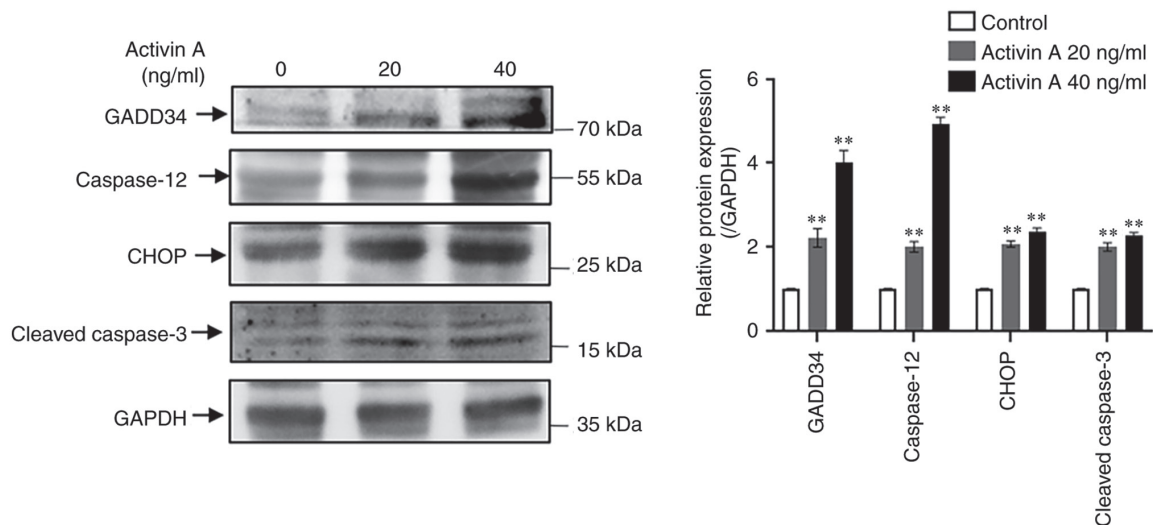 Activin A
(ng/ml)
0 20 40
GADD34
70 kDa
Caspase-12
55 kDa
CHOP
25 kDa
Cleaved caspase-3
15 kDa
GAPDH
35 kDa
Control
Activin A 20 ng/ml
Activin A 40 ng/ml
Relative protein expression
(/GAPDH)
6
4
2
0
** ** ** ** ** ** ** **
GADD34
Caspase-12
CHOP
Cleaved caspase-3